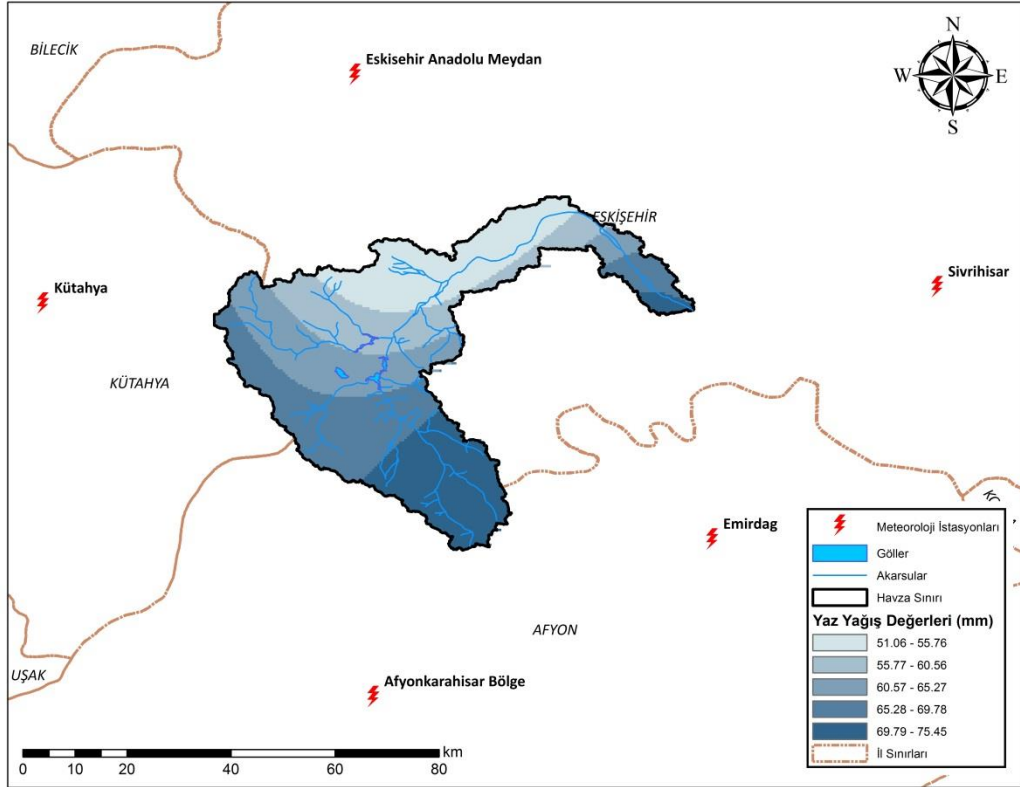 BİLECİK
Eskisehir Anadolu Meydan
N
W
E
S
ESKİŞEHİR
Kütahya
Sivrihisar
KÜTAHYA
Emirdag
AFYON
UŞAK
Afyonkarahisar Bölge
km
0 10 20 40 60 80
Meteoroloji İstasyonları
Göller
Akarsular
Havza Sınırı
Yaz Yağış Değerleri (mm)
51.06 - 55.76
55.77 - 60.56
60.57 - 65.27
65.28 - 69.78
69.79 - 75.45
İl Sınırları